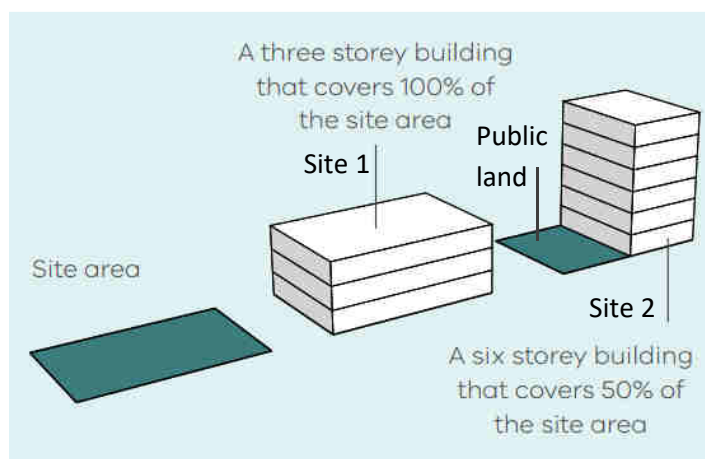 A three storey building
that covers 100% of
the site area
Site 1
Public
land
Site area
Site 2
A six storey building
that covers 50% of
the site area